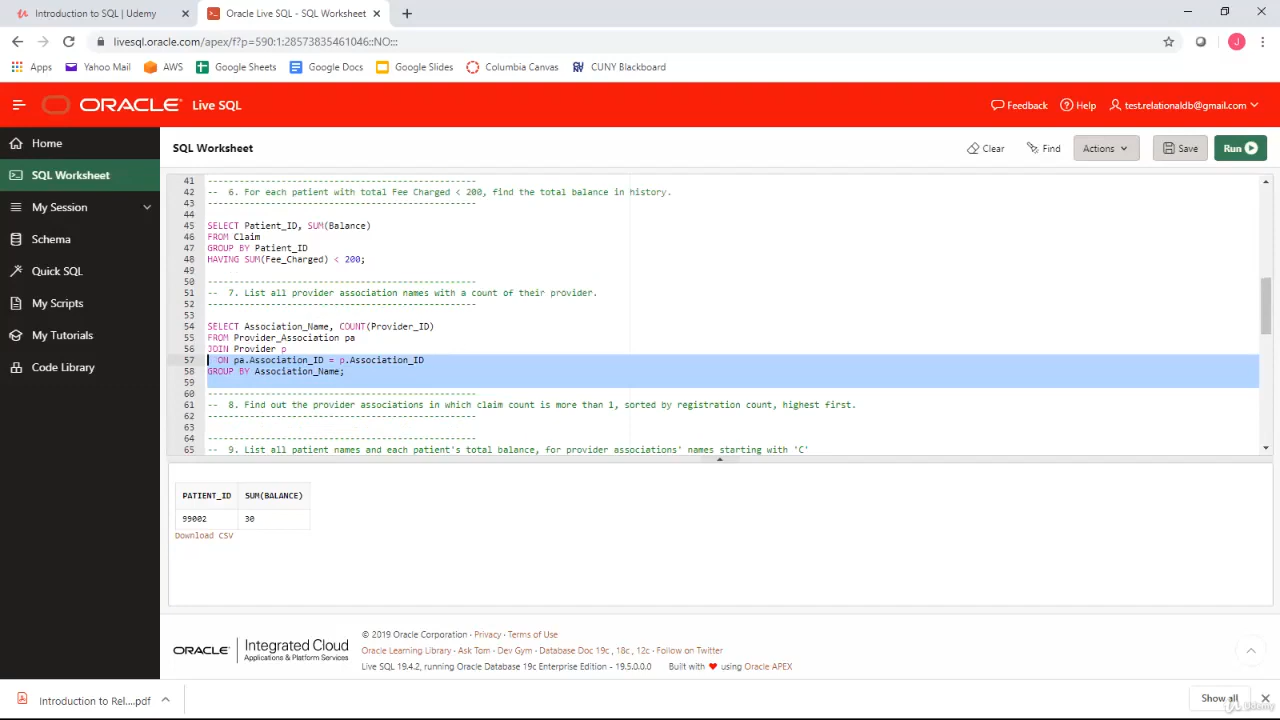 Introduction to SQL | Udemy
Oracle Live SQL - SQL Worksheet
livesql.oracle.com/apex/f?p=590:1:28573835461046::NO:::
J
Apps
Yahoo Mail
AWS
Google Sheets
Google Docs
Google Slides
Columbia Canvas
CUNY Blackboard
ORACLE Live SQL
Feedback
Help
test.relationaldb@gmail.com
Home
SQL Worksheet
My Session
Schema
Quick SQL
My Scripts
My Tutorials
Code Library
SQL Worksheet
Clear
Find
Actions
Save
Run
41 ---------------------------------------------------
42 -- 6. For each patient with total Fee Charged < 200, find the total balance in history.
43 ---------------------------------------------------
44
45 SELECT Patient_ID, SUM(Balance)
46 FROM Claim
47 GROUP BY Patient_ID
48 HAVING SUM(Fee_Charged) < 200;
49
50 ---------------------------------------------------
51 -- 7. List all provider association names with a count of their provider.
52 ---------------------------------------------------
53
54 SELECT Association_Name, COUNT(Provider_ID)
55 FROM Provider_Association pa
56 JOIN Provider p
57 ON pa.Association_ID = p.Association_ID
58 GROUP BY Association_Name;
59
60 ---------------------------------------------------
61 -- 8. Find out the provider associations in which claim count is more than 1, sorted by registration count, highest first.
62 ---------------------------------------------------
63
64 ---------------------------------------------------
65 -- 9. List all patient names and each patient's total balance, for provider associations' names starting with 'C'
PATIENT_ID SUM(BALANCE)
99002 30
Download CSV
ORACLE Integrated Cloud
Applications & Platform Services
© 2019 Oracle Corporation · Privacy · Terms of Use
Oracle Learning Library · Ask Tom · Dev Gym · Database Doc 19c , 18c , 12c · Follow on Twitter
Live SQL 19.4.2, running Oracle Database 19c Enterprise Edition - 19.5.0.0.0 Built with ♥ using Oracle APEX
Introduction to Rel....pdf
Show all
Udemy